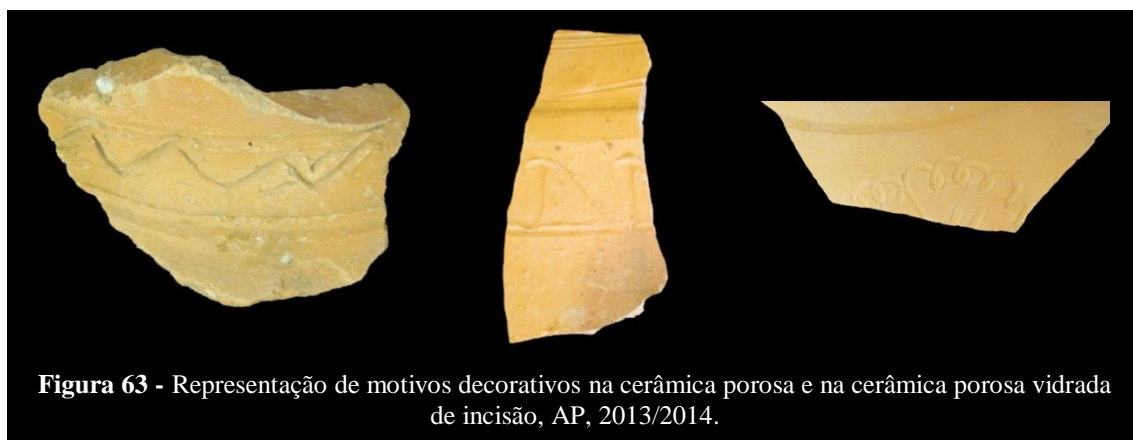 Figura 63 - Representação de motivos decorativos na cerâmica porosa e na cerâmica porosa vidrada
de incisão, AP, 2013/2014.